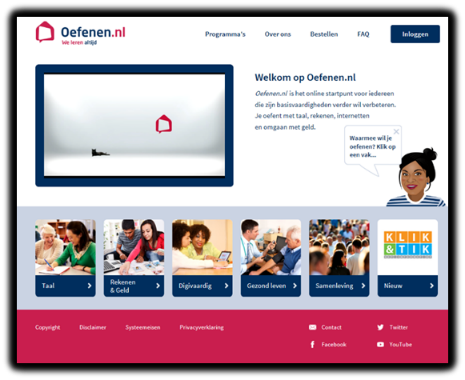 Oefenen.nl
We leren altijd
Programma's Over ons Bestellen FAQ Inloggen
Welkom op Oefenen.nl
Oefenen.nl is het online startpunt voor iedereen
die zijn basisvaardigheden verder wil verbeteren.
Je oefent met taal, rekenen, internetten
en omgaan met geld.
Waarmee wil je
oefenen? Klik op
een vak...
Taal
Rekenen
& Geld
Digivaardig
Gezond leven
Samenleving
KLIK
&TIK
Nieuw
Copyright Disclaimer Systeemeisen Privacyverklaring
Contact Twitter
Facebook YouTube